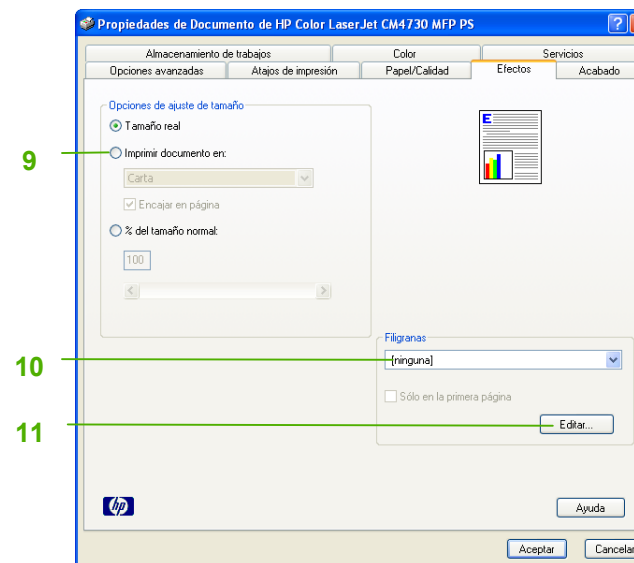 Propiedades de Documento de HP Color LaserJet CM4730 MFP PS
Almacenamiento de trabajos
Color
Servicios
Opciones avanzadas
Atajos de impresión
Papel/Calidad
Efectos
Acabado
Opciones de ajuste de tamaño
Tamaño real
9
Imprimir documento en:
Carta
Encajar en página
% del tamaño normal:
100
E
Filigranas
10
[ninguna]
Sólo en la primera página
11
Editar...
hp
Ayuda
Aceptar
Cancelar